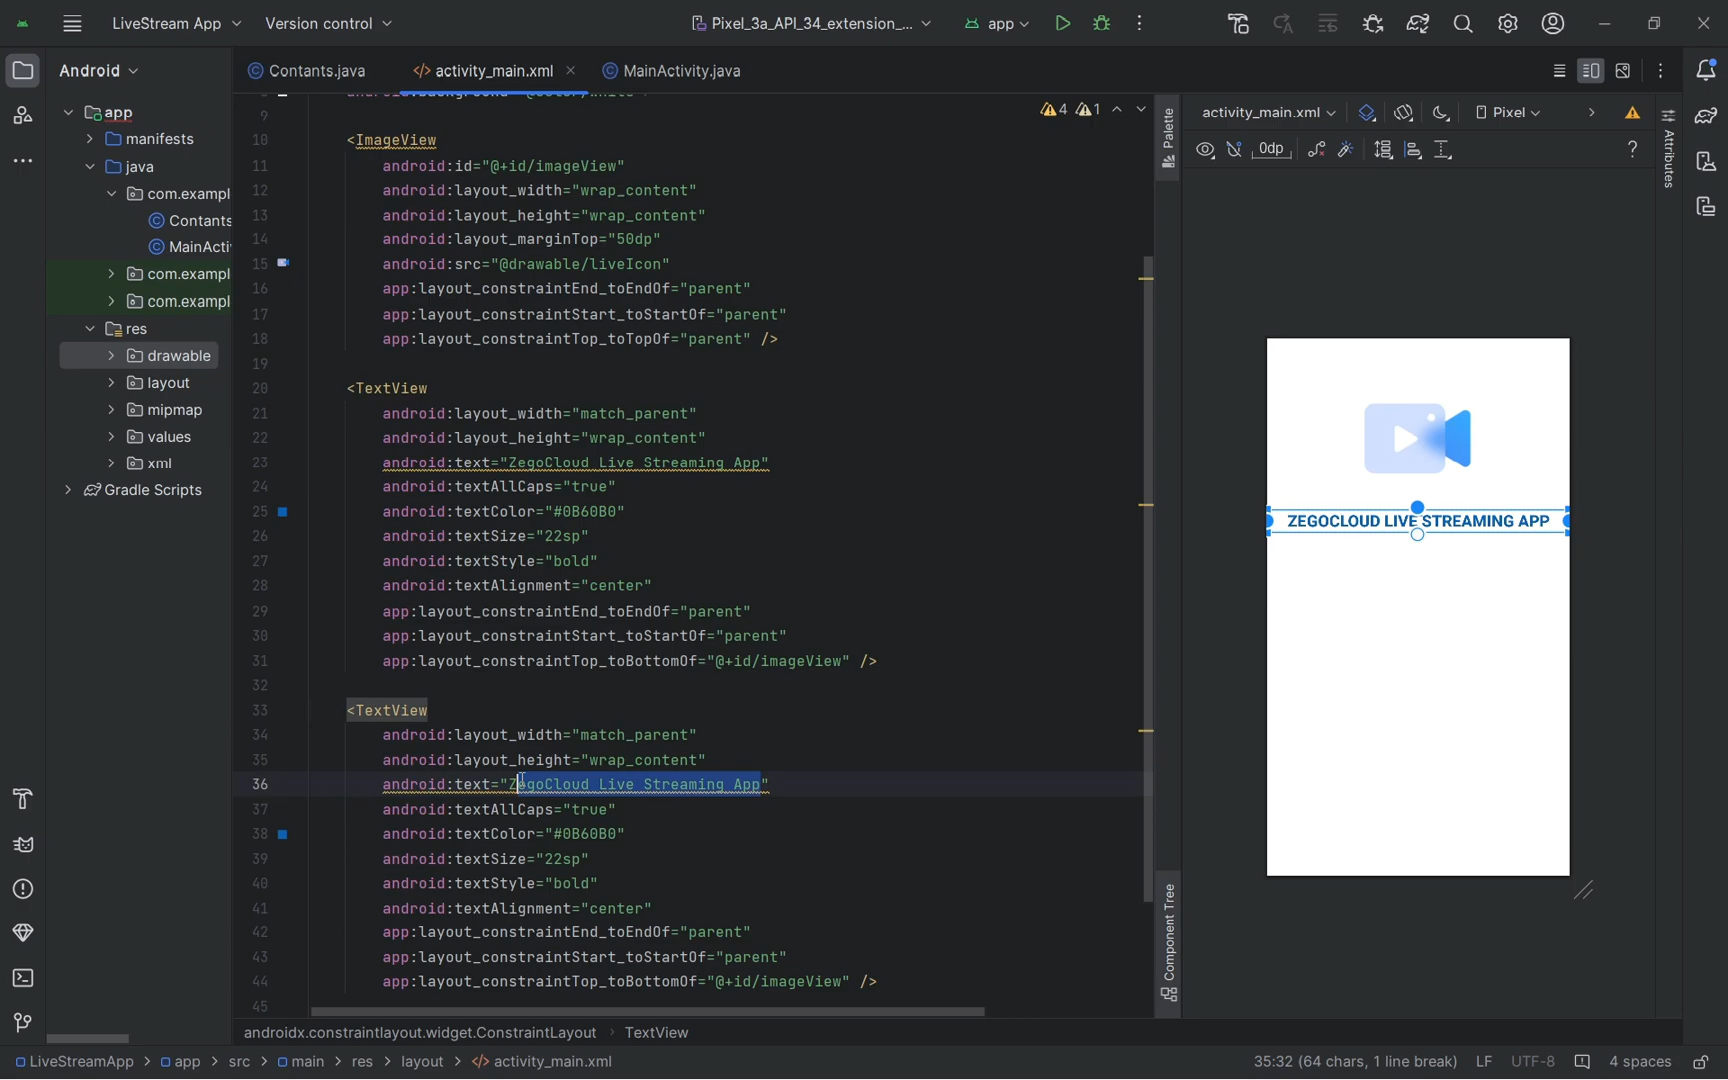 LiveStream App
Version control
Pixel_3a_API_34_extension_...
app
Android
Contants.java
activity_main.xml
MainActivity.java
app
manifests
java
com.exampl
Contants
MainActi
com.exampl
com.exampl
res
drawable
layout
mipmap
values
xml
Gradle Scripts
4
1
9
10 <ImageView
11 android:id="@+id/imageView"
12 android:layout_width="wrap_content"
13 android:layout_height="wrap_content"
14 android:layout_marginTop="50dp"
15 android:src="@drawable/liveIcon"
16 app:layout_constraintEnd_toEndOf="parent"
17 app:layout_constraintStart_toStartOf="parent"
18 app:layout_constraintTop_toTopOf="parent" />
19
20 <TextView
21 android:layout_width="match_parent"
22 android:layout_height="wrap_content"
23 android:text="ZegoCloud Live Streaming App"
24 android:textAllCaps="true"
25 android:textColor="#0B60B0"
26 android:textSize="22sp"
27 android:textStyle="bold"
28 android:textAlignment="center"
29 app:layout_constraintEnd_toEndOf="parent"
30 app:layout_constraintStart_toStartOf="parent"
31 app:layout_constraintTop_toBottomOf="@+id/imageView" />
32
33 <TextView
34 android:layout_width="match_parent"
35 android:layout_height="wrap_content"
36 android:text="ZegoCloud Live Streaming App"
37 android:textAllCaps="true"
38 android:textColor="#0B60B0"
39 android:textSize="22sp"
40 android:textStyle="bold"
41 android:textAlignment="center"
42 app:layout_constraintEnd_toEndOf="parent"
43 app:layout_constraintStart_toStartOf="parent"
44 app:layout_constraintTop_toBottomOf="@+id/imageView" />
45
androidx.constraintlayout.widget.ConstraintLayout
TextView
Palette
Component Tree
activity_main.xml
Pixel
0dp
?
Attributes
ZEGOCLOUD LIVE STREAMING APP
LiveStreamApp > app > src > main > res > layout > activity_main.xml
35:32 (64 chars, 1 line break)
LF
UTF-8
4 spaces